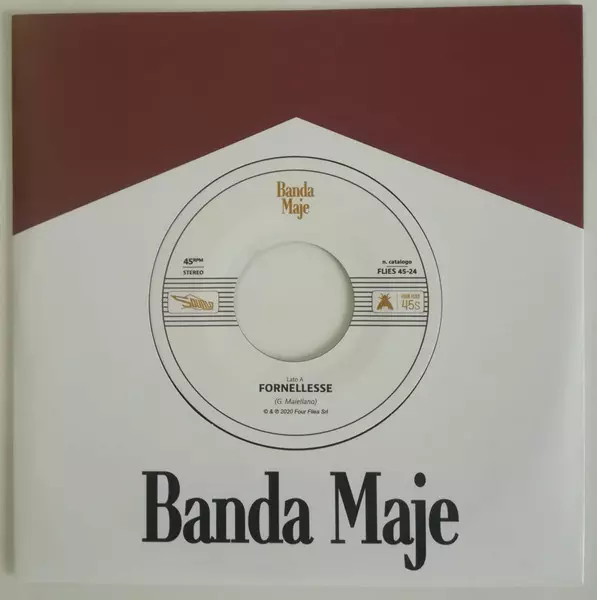 Banda
Maje
45RPM
STEREO
n. catalogo
FLIES 45-24
FOUR FLIES
45s
Lato A
FORNELLESSE
(G. Maiellano)
© & ℗ 2020 Four Flies Srl
Banda Maje